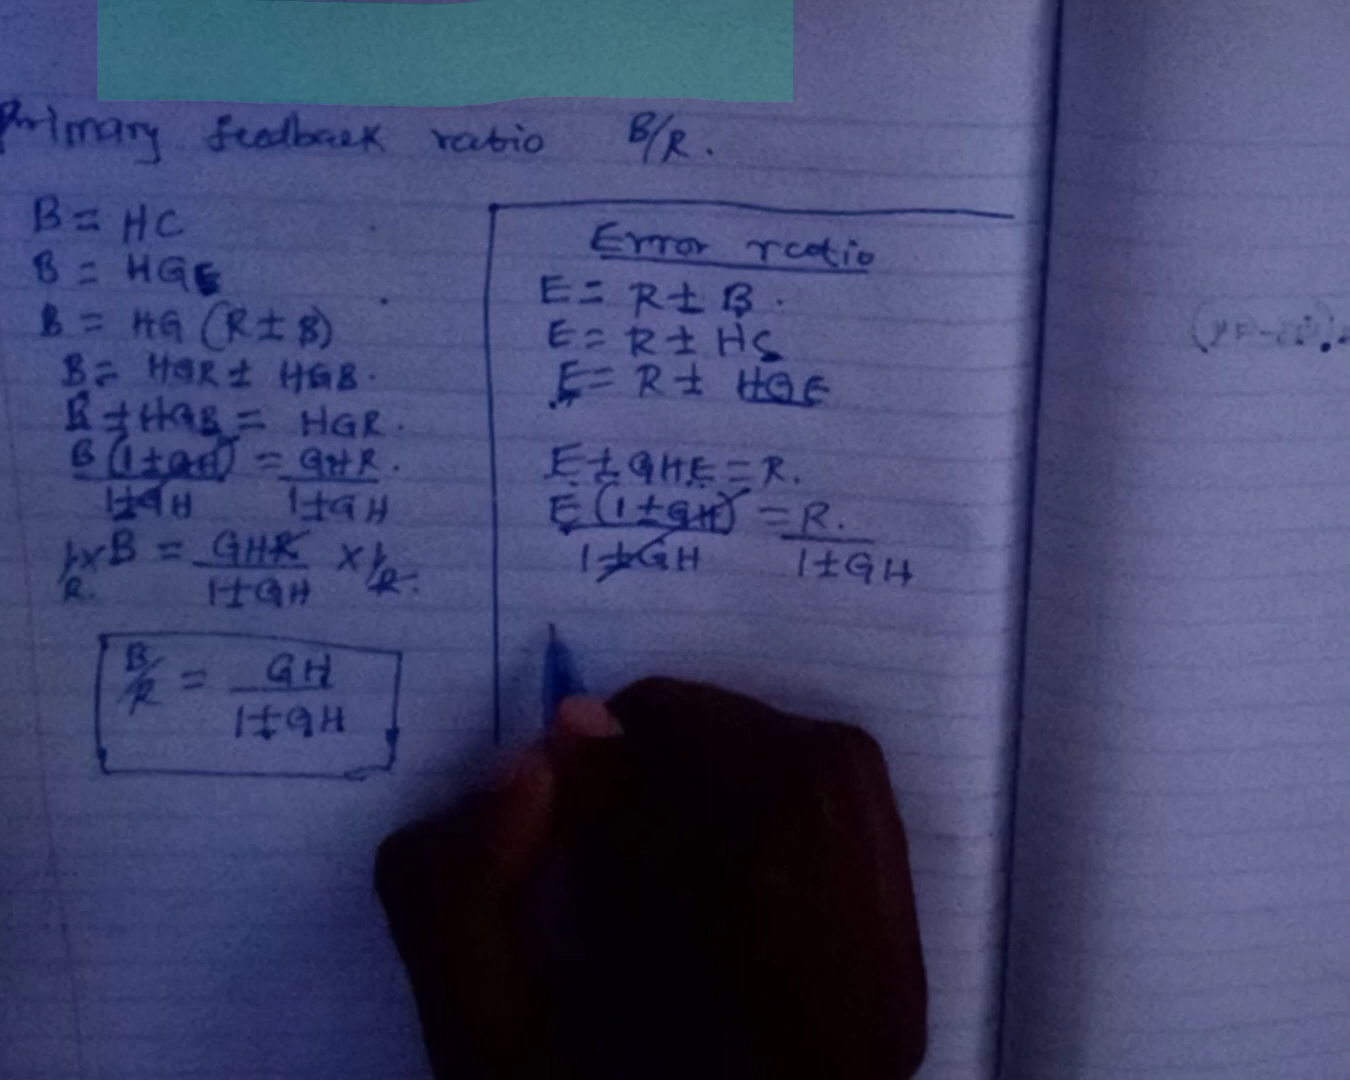 Primary feedback ratio B/R.
B = HC
B = HGE
B = HG (R ± B)
B = HGR ± HGB.
B ± HGB = HGR.
B (1±GH) = GHR.
1±GH 1±GH
1/R × B = GHR × 1/R.
1±GH
B/R = GH
1±GH
Error ratio
E = R ± B.
E = R ± HC
E = R ± HGE
E ± GHE = R.
E (1±GH) = R.
1±GH 1±GH